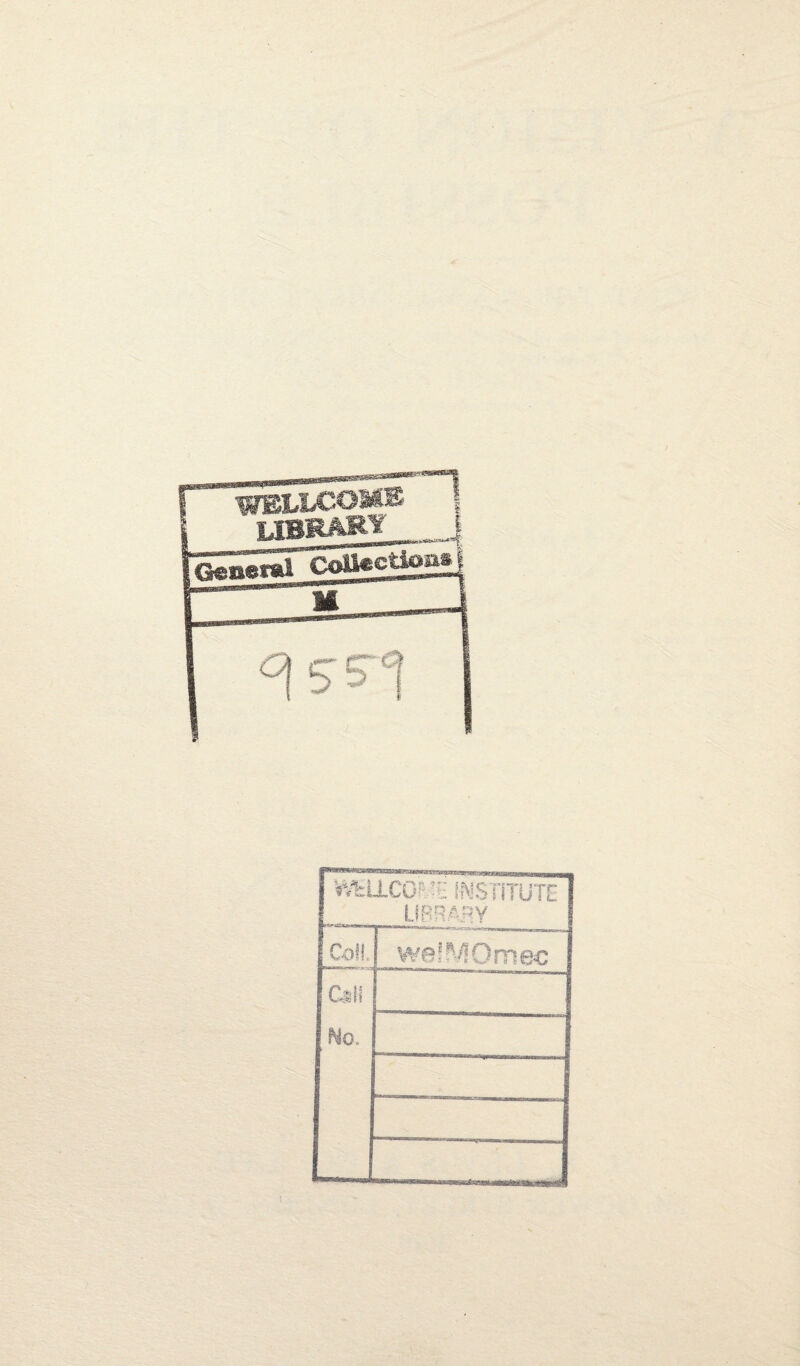 WELLCOME
LIBRARY
General Collections
M
9559
WELLCOME INSTITUTE
LIBRARY
Coll. welMOmec
Call
No.